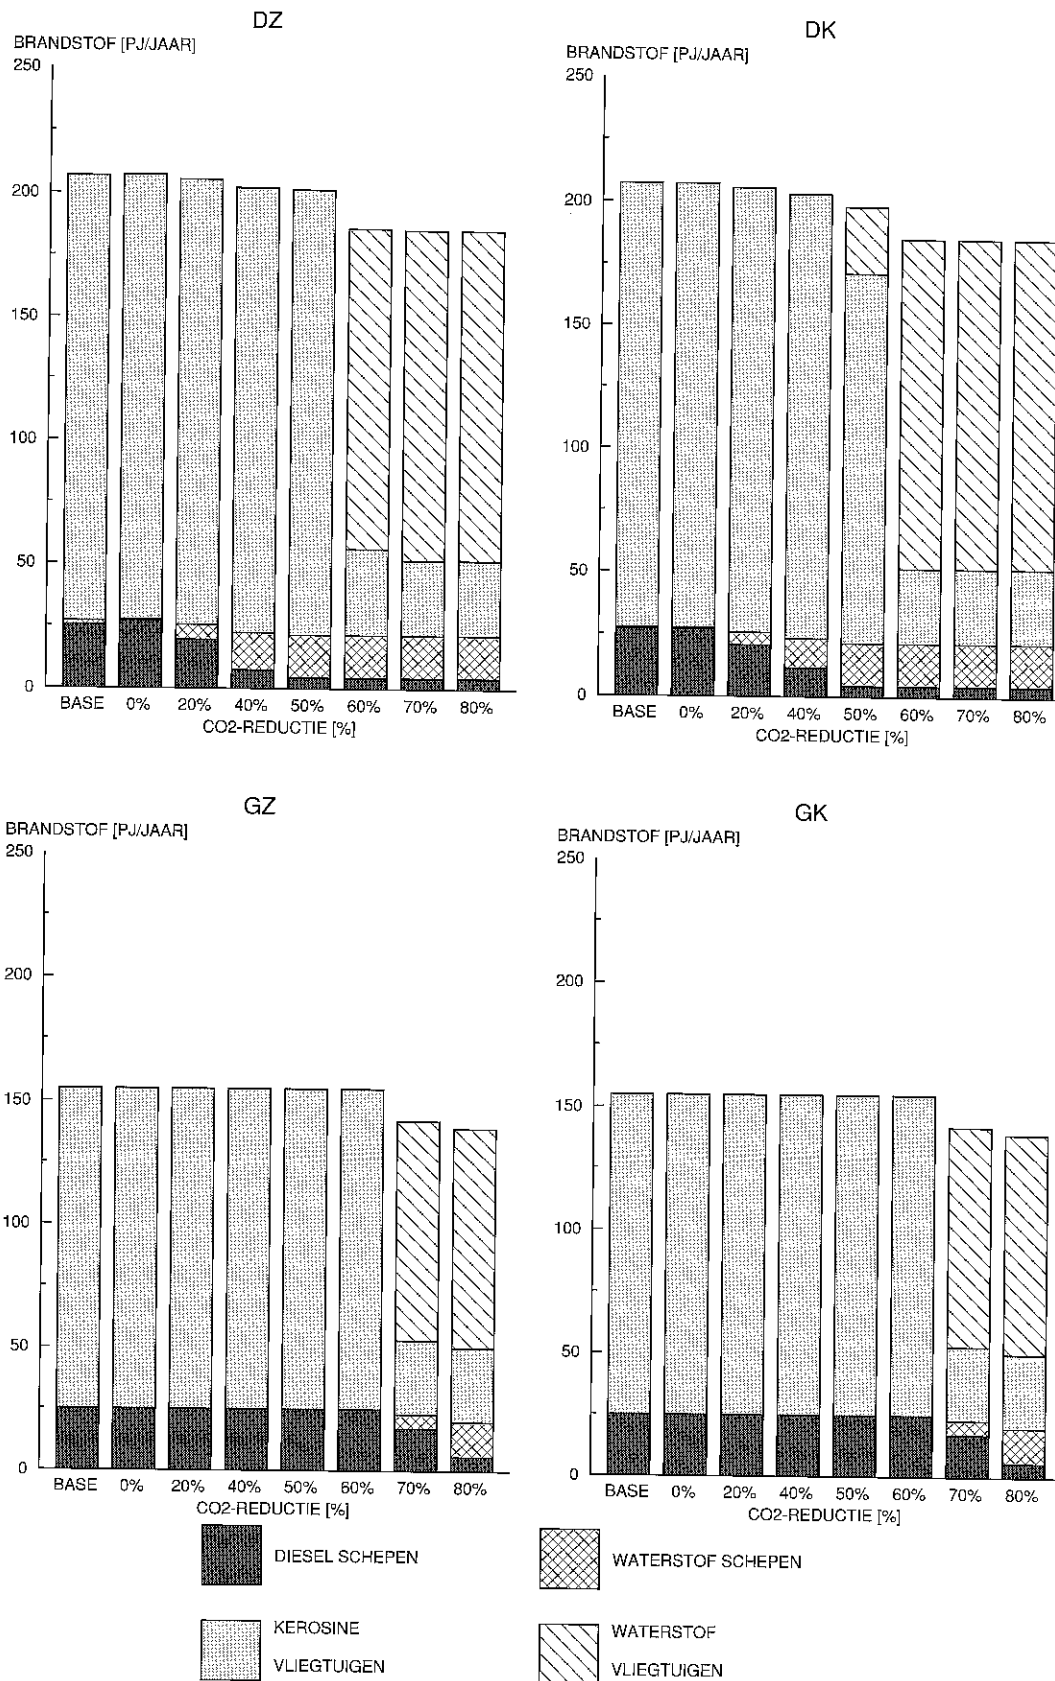 DZ
BRANDSTOF [PJ/JAAR]
250
200
150
100
50
0
BASE 0% 20% 40% 50% 60% 70% 80%
CO2-REDUCTIE [%]
DK
BRANDSTOF [PJ/JAAR]
250
200
150
100
50
0
BASE 0% 20% 40% 50% 60% 70% 80%
CO2-REDUCTIE [%]
GZ
BRANDSTOF [PJ/JAAR]
250
200
150
100
50
0
BASE 0% 20% 40% 50% 60% 70% 80%
CO2-REDUCTIE [%]
GK
BRANDSTOF [PJ/JAAR]
250
200
150
100
50
0
BASE 0% 20% 40% 50% 60% 70% 80%
CO2-REDUCTIE [%]
DIESEL SCHEPEN
WATERSTOF SCHEPEN
KEROSINE
VLIEGTUIGEN
WATERSTOF
VLIEGTUIGEN